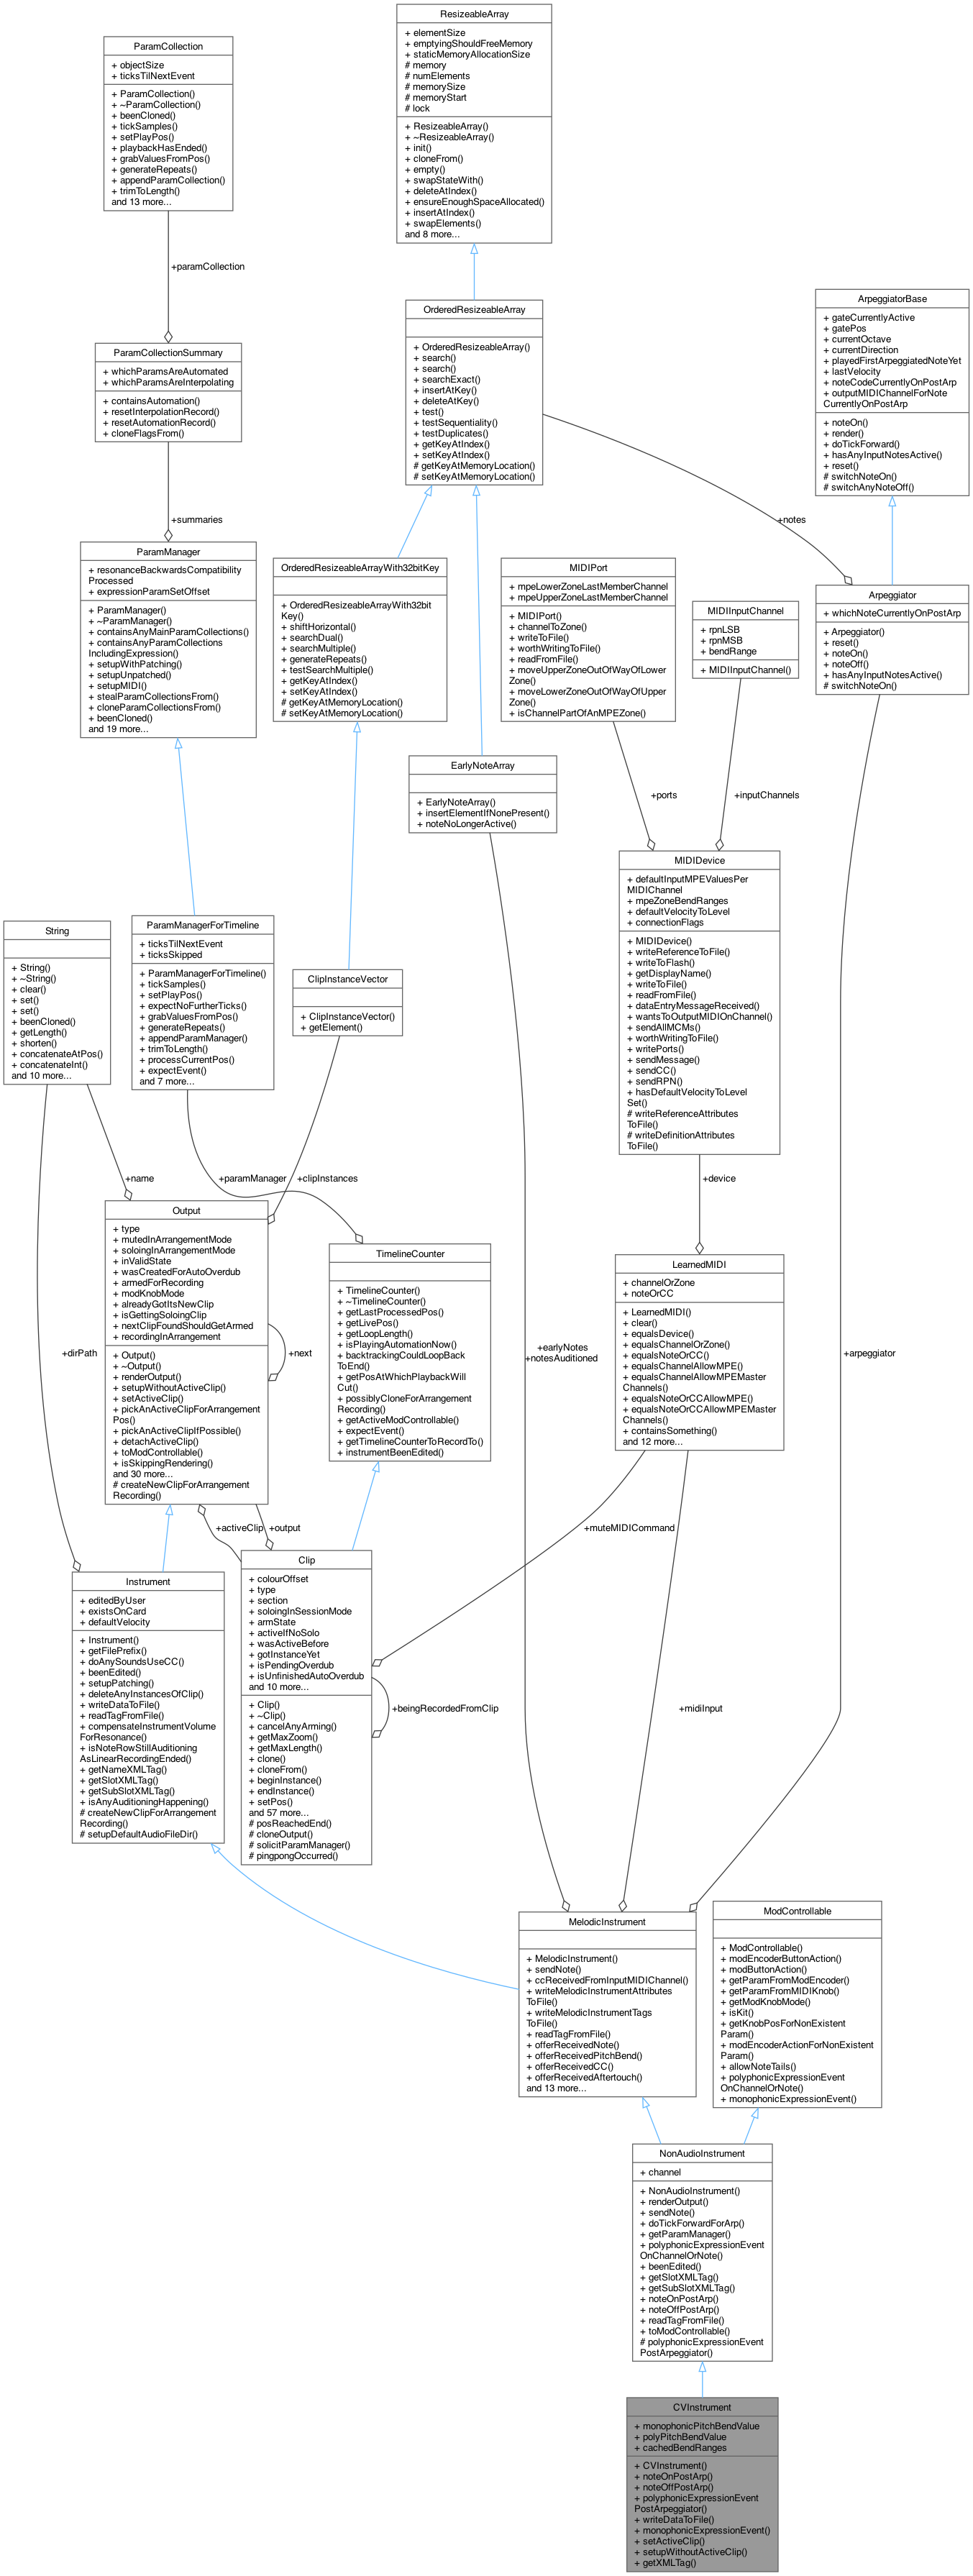 ResizeableArray
+ elementSize
+ emptyingShouldFreeMemory
+ staticMemoryAllocationSize
# memory
# numElements
# memorySize
# memoryStart
# lock
+ ResizeableArray()
+ ~ResizeableArray()
+ init()
+ cloneFrom()
+ empty()
+ swapStateWith()
+ deleteAtIndex()
+ ensureEnoughSpaceAllocated()
+ insertAtIndex()
+ swapElements()
and 8 more...
ParamCollection
+ objectSize
+ ticksTilNextEvent
+ ParamCollection()
+ ~ParamCollection()
+ beenCloned()
+ tickSamples()
+ setPlayPos()
+ playbackHasEnded()
+ grabValuesFromPos()
+ generateRepeats()
+ appendParamCollection()
+ trimToLength()
and 13 more...
+paramCollection
OrderedResizeableArray
+ OrderedResizeableArray()
+ search()
+ search()
+ searchExact()
+ insertAtKey()
+ deleteAtKey()
+ test()
+ testSequentiality()
+ testDuplicates()
+ getKeyAtIndex()
+ setKeyAtIndex()
# getKeyAtMemoryLocation()
# setKeyAtMemoryLocation()
ArpeggiatorBase
+ gateCurrentlyActive
+ gatePos
+ currentOctave
+ currentDirection
+ playedFirstArpeggiatedNoteYet
+ lastVelocity
+ noteCodeCurrentlyOnPostArp
+ outputMIDIChannelForNote
CurrentlyOnPostArp
+ noteOn()
+ render()
+ doTickForward()
+ hasAnyInputNotesActive()
+ reset()
# switchNoteOn()
# switchAnyNoteOff()
ParamCollectionSummary
+ whichParamsAreAutomated
+ whichParamsAreInterpolating
+ containsAutomation()
+ resetInterpolationRecord()
+ resetAutomationRecord()
+ cloneFlagsFrom()
+summaries
+notes
ParamManager
+ resonanceBackwardsCompatibility
Processed
+ expressionParamSetOffset
+ ParamManager()
+ ~ParamManager()
+ containsAnyMainParamCollections()
+ containsAnyParamCollections
IncludingExpression()
+ setupWithPatching()
+ setupUnpatched()
+ setupMIDI()
+ stealParamCollectionsFrom()
+ cloneParamCollectionsFrom()
+ beenCloned()
and 19 more...
OrderedResizeableArrayWith32bitKey
+ OrderedResizeableArrayWith32bit
Key()
+ shiftHorizontal()
+ searchDual()
+ searchMultiple()
+ generateRepeats()
+ testSearchMultiple()
+ getKeyAtIndex()
+ setKeyAtIndex()
# getKeyAtMemoryLocation()
# setKeyAtMemoryLocation()
MIDIPort
+ mpeLowerZoneLastMemberChannel
+ mpeUpperZoneLastMemberChannel
+ MIDIPort()
+ channelToZone()
+ writeToFile()
+ worthWritingToFile()
+ readFromFile()
+ moveUpperZoneOutOfWayOfLower
Zone()
+ moveLowerZoneOutOfWayOfUpper
Zone()
+ isChannelPartOfAnMPEZone()
MIDIInputChannel
+ rpnLSB
+ rpnMSB
+ bendRange
+ MIDIInputChannel()
Arpeggiator
+ whichNoteCurrentlyOnPostArp
+ Arpeggiator()
+ reset()
+ noteOn()
+ noteOff()
+ hasAnyInputNotesActive()
# switchNoteOn()
EarlyNoteArray
+ EarlyNoteArray()
+ insertElementIfNonePresent()
+ noteNoLongerActive()
+ports
+inputChannels
MIDIDevice
+ defaultInputMPEValuesPer
MIDIChannel
+ mpeZoneBendRanges
+ defaultVelocityToLevel
+ connectionFlags
+ MIDIDevice()
+ writeReferenceToFile()
+ writeToFlash()
+ getDisplayName()
+ writeToFile()
+ readFromFile()
+ dataEntryMessageReceived()
+ wantsToOutputMIDIOnChannel()
+ sendAllMCMs()
+ worthWritingToFile()
+ writePorts()
+ sendMessage()
+ sendCC()
+ sendRPN()
+ hasDefaultVelocityToLevel
Set()
# writeReferenceAttributes
ToFile()
# writeDefinitionAttributes
ToFile()
String
+ String()
+ ~String()
+ clear()
+ set()
+ set()
+ beenCloned()
+ getLength()
+ shorten()
+ concatenateAtPos()
+ concatenateInt()
and 10 more...
ParamManagerForTimeline
+ ticksTilNextEvent
+ ticksSkipped
+ ParamManagerForTimeline()
+ tickSamples()
+ setPlayPos()
+ expectNoFurtherTicks()
+ grabValuesFromPos()
+ generateRepeats()
+ appendParamManager()
+ trimToLength()
+ processCurrentPos()
+ expectEvent()
and 7 more...
ClipInstanceVector
+ ClipInstanceVector()
+ getElement()
+name
+paramManager
+clipInstances
+device
Output
+ type
+ mutedInArrangementMode
+ soloingInArrangementMode
+ inValidState
+ wasCreatedForAutoOverdub
+ armedForRecording
+ modKnobMode
+ alreadyGotItsNewClip
+ isGettingSoloingClip
+ nextClipFoundShouldGetArmed
+ recordingInArrangement
+ Output()
+ ~Output()
+ renderOutput()
+ setupWithoutActiveClip()
+ setActiveClip()
+ pickAnActiveClipForArrangement
Pos()
+ pickAnActiveClipIfPossible()
+ detachActiveClip()
+ toModControllable()
+ isSkippingRendering()
and 30 more...
# createNewClipForArrangement
Recording()
+next
+dirPath
TimelineCounter
+ TimelineCounter()
+ ~TimelineCounter()
+ getLastProcessedPos()
+ getLivePos()
+ getLoopLength()
+ isPlayingAutomationNow()
+ backtrackingCouldLoopBack
ToEnd()
+ getPosAtWhichPlaybackWill
Cut()
+ possiblyCloneForArrangement
Recording()
+ getActiveModControllable()
+ expectEvent()
+ getTimelineCounterToRecordTo()
+ instrumentBeenEdited()
+earlyNotes
+notesAuditioned
LearnedMIDI
+ channelOrZone
+ noteOrCC
+ LearnedMIDI()
+ clear()
+ equalsDevice()
+ equalsChannelOrZone()
+ equalsNoteOrCC()
+ equalsChannelAllowMPE()
+ equalsChannelAllowMPEMaster
Channels()
+ equalsNoteOrCCAllowMPE()
+ equalsNoteOrCCAllowMPEMaster
Channels()
+ containsSomething()
and 12 more...
+arpeggiator
+activeClip
+output
+muteMIDICommand
Instrument
+ editedByUser
+ existsOnCard
+ defaultVelocity
+ Instrument()
+ getFilePrefix()
+ doAnySoundsUseCC()
+ beenEdited()
+ setupPatching()
+ deleteAnyInstancesOfClip()
+ writeDataToFile()
+ readTagFromFile()
+ compensateInstrumentVolume
ForResonance()
+ isNoteRowStillAuditioning
AsLinearRecordingEnded()
+ getNameXMLTag()
+ getSlotXMLTag()
+ getSubSlotXMLTag()
+ isAnyAuditioningHappening()
# createNewClipForArrangement
Recording()
# setupDefaultAudioFileDir()
Clip
+ colourOffset
+ type
+ section
+ soloingInSessionMode
+ armState
+ activeIfNoSolo
+ wasActiveBefore
+ gotInstanceYet
+ isPendingOverdub
+ isUnfinishedAutoOverdub
and 10 more...
+ Clip()
+ ~Clip()
+ cancelAnyArming()
+ getMaxZoom()
+ getMaxLength()
+ clone()
+ cloneFrom()
+ beginInstance()
+ endInstance()
+ setPos()
and 57 more...
# posReachedEnd()
# cloneOutput()
# solicitParamManager()
# pingpongOccurred()
+beingRecordedFromClip
+midiInput
MelodicInstrument
+ MelodicInstrument()
+ sendNote()
+ ccReceivedFromInputMIDIChannel()
+ writeMelodicInstrumentAttributes
ToFile()
+ writeMelodicInstrumentTags
ToFile()
+ readTagFromFile()
+ offerReceivedNote()
+ offerReceivedPitchBend()
+ offerReceivedCC()
+ offerReceivedAftertouch()
and 13 more...
ModControllable
+ ModControllable()
+ modEncoderButtonAction()
+ modButtonAction()
+ getParamFromModEncoder()
+ getParamFromMIDIKnob()
+ getModKnobMode()
+ isKit()
+ getKnobPosForNonExistent
Param()
+ modEncoderActionForNonExistent
Param()
+ allowNoteTails()
+ polyphonicExpressionEvent
OnChannelOrNote()
+ monophonicExpressionEvent()
NonAudioInstrument
+ channel
+ NonAudioInstrument()
+ renderOutput()
+ sendNote()
+ doTickForwardForArp()
+ getParamManager()
+ polyphonicExpressionEvent
OnChannelOrNote()
+ beenEdited()
+ getSlotXMLTag()
+ getSubSlotXMLTag()
+ noteOnPostArp()
+ noteOffPostArp()
+ readTagFromFile()
+ toModControllable()
# polyphonicExpressionEvent
PostArpeggiator()
CVInstrument
+ monophonicPitchBendValue
+ polyPitchBendValue
+ cachedBendRanges
+ CVInstrument()
+ noteOnPostArp()
+ noteOffPostArp()
+ polyphonicExpressionEvent
PostArpeggiator()
+ writeDataToFile()
+ monophonicExpressionEvent()
+ setActiveClip()
+ setupWithoutActiveClip()
+ getXMLTag()